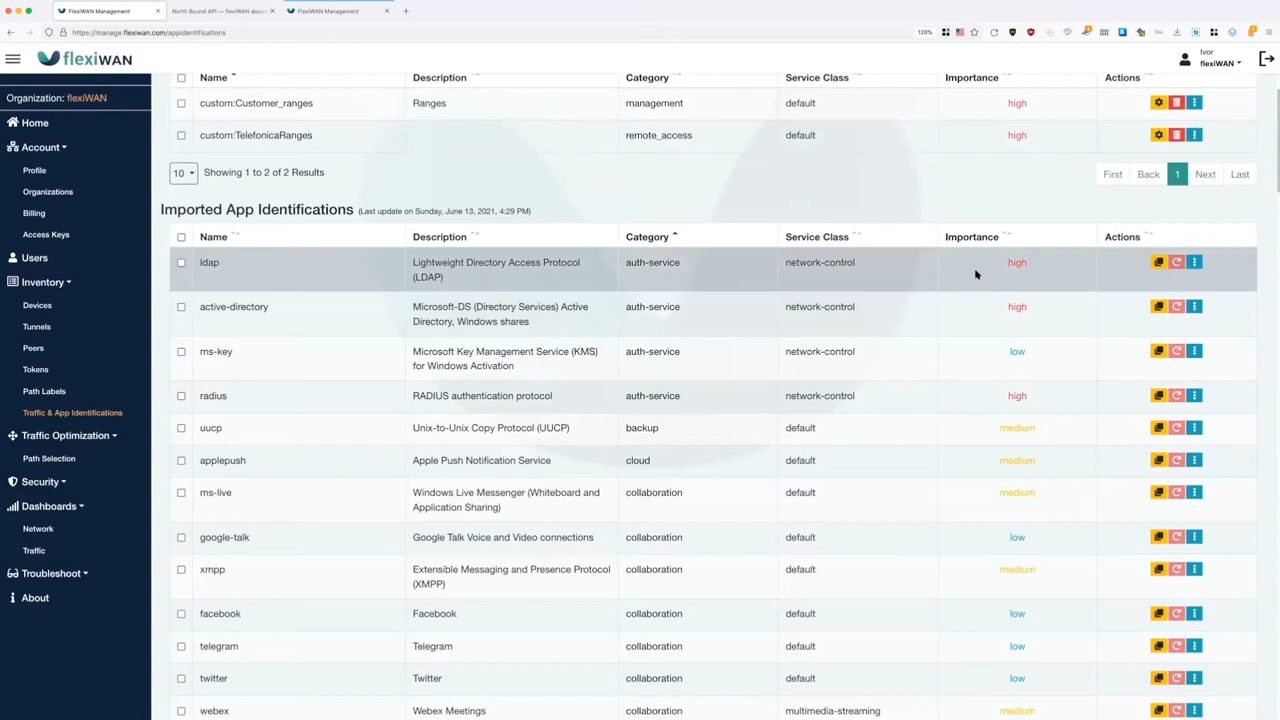 FlexiWAN Management
North Bound API — flexiWAN docu
FlexiWAN Management
https://manage.flexiwan.com/appidentifications
120%
flexiWAN
Ivor
flexiWAN
Organization: flexiWAN
Home
Account
Profile
Organizations
Billing
Access Keys
Users
Inventory
Devices
Tunnels
Peers
Tokens
Path Labels
Traffic & App Identifications
Traffic Optimization
Path Selection
Security
Dashboards
Network
Traffic
Troubleshoot
About
Name Description Category Service Class Importance Actions
custom:Customer_ranges Ranges management default high
custom:TelefonicaRanges remote_access default high
10 Showing 1 to 2 of 2 Results First Back 1 Next Last
Imported App Identifications (Last update on Sunday, June 13, 2021, 4:29 PM)
Name Description Category Service Class Importance Actions
ldap Lightweight Directory Access Protocol auth-service network-control high
(LDAP)
active-directory Microsoft-DS (Directory Services) Active auth-service network-control high
Directory, Windows shares
ms-key Microsoft Key Management Service (KMS) auth-service network-control low
for Windows Activation
radius RADIUS authentication protocol auth-service network-control high
uucp Unix-to-Unix Copy Protocol (UUCP) backup default medium
applepush Apple Push Notification Service cloud default medium
ms-live Windows Live Messenger (Whiteboard and collaboration default medium
Application Sharing)
google-talk Google Talk Voice and Video connections collaboration default low
xmpp Extensible Messaging and Presence Protocol collaboration default medium
(XMPP)
facebook Facebook collaboration default low
telegram Telegram collaboration default low
twitter Twitter collaboration default low
webex Webex Meetings collaboration multimedia-streaming medium